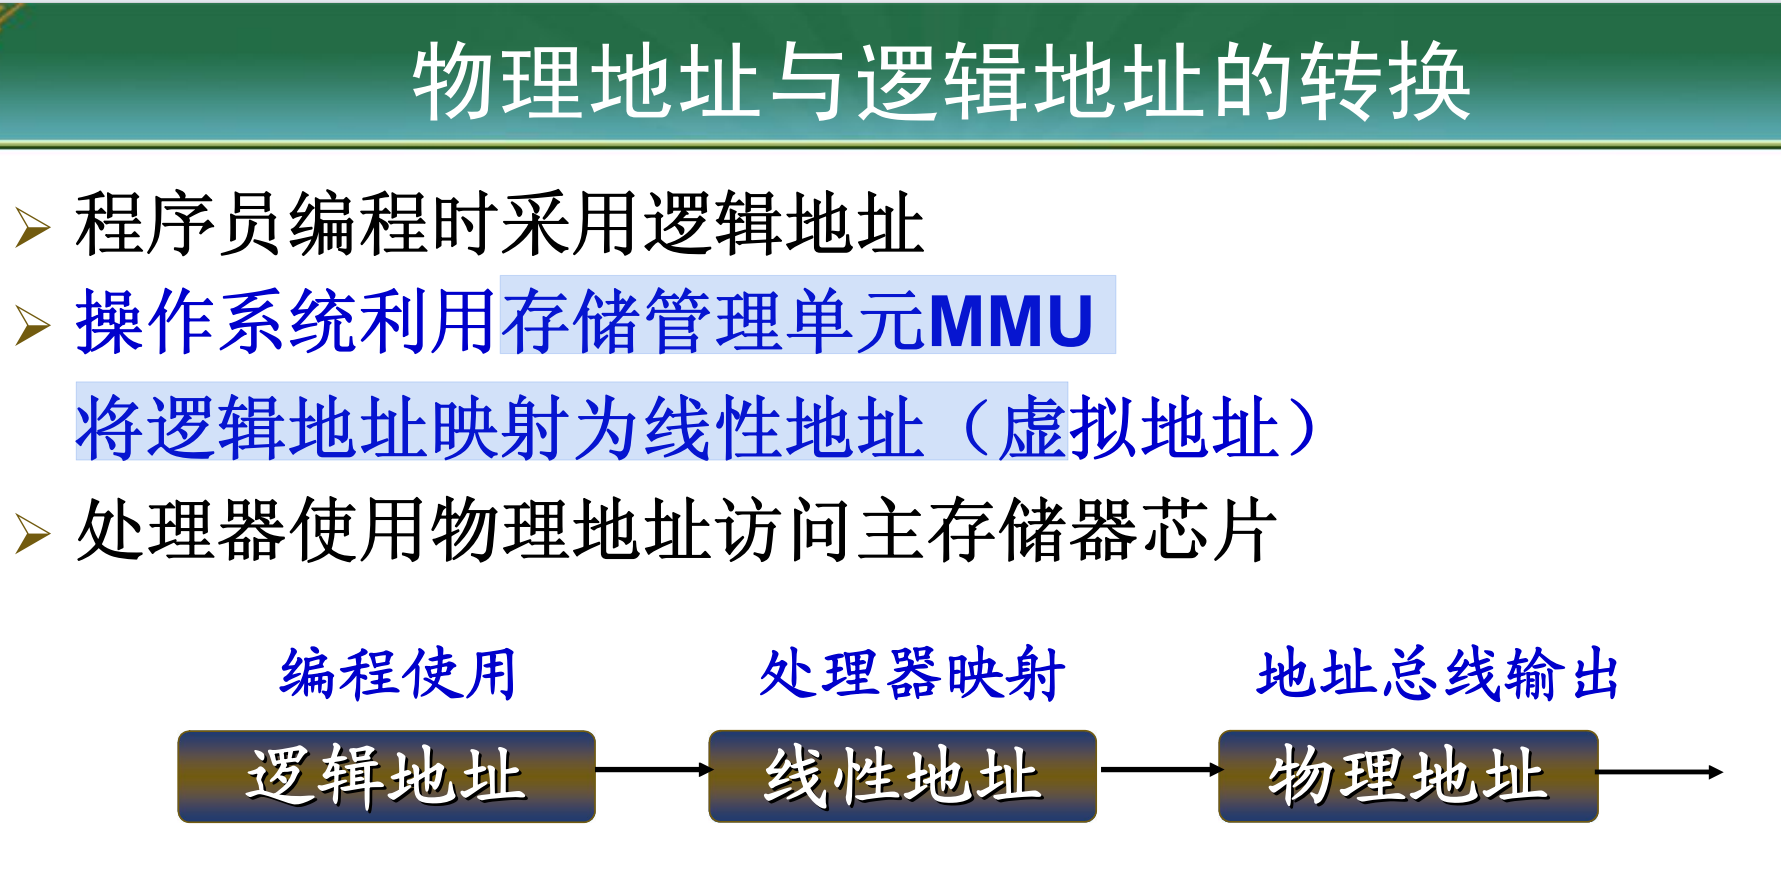 物理地址与逻辑地址的转换
程序员编程时采用逻辑地址
操作系统利用存储管理单元MMU
将逻辑地址映射为线性地址（虚拟地址）
处理器使用物理地址访问主存储器芯片
编程使用 处理器映射 地址总线输出
逻辑地址 线性地址 物理地址